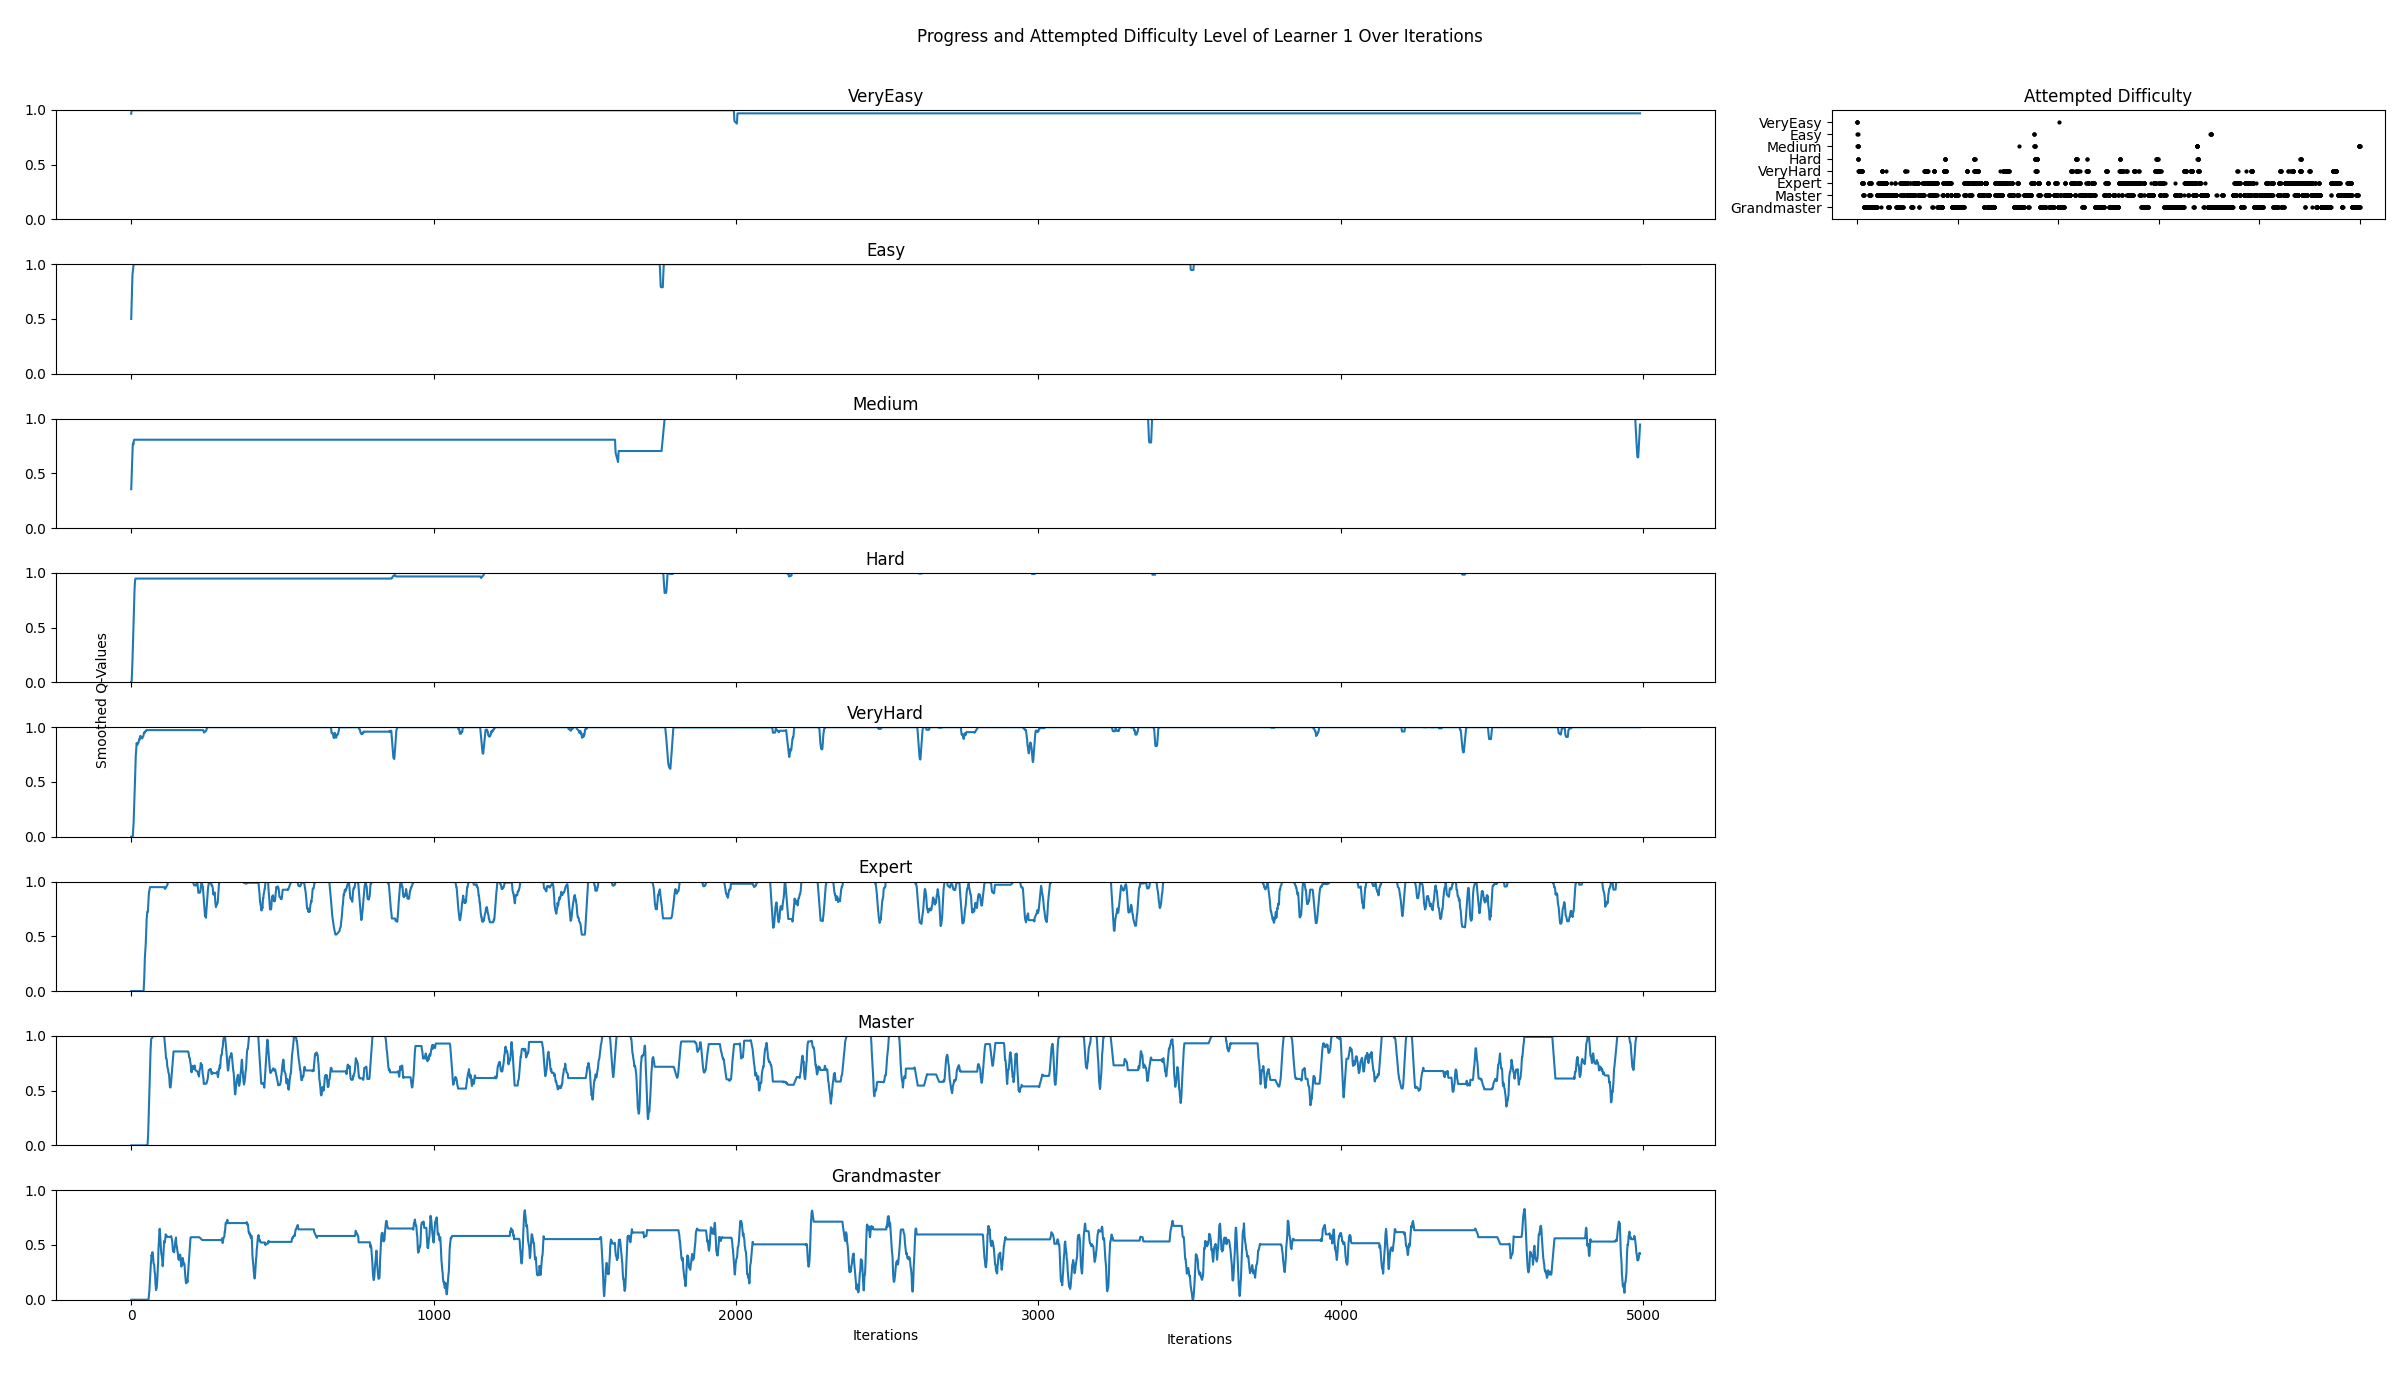 Progress and Attempted Difficulty Level of Learner 1 Over Iterations
VeryEasy
1.0
0.5
0.0
Easy
1.0
0.5
0.0
Medium
1.0
0.5
0.0
Hard
1.0
0.5
0.0
Smoothed Q-Values
VeryHard
1.0
0.5
0.0
Expert
1.0
0.5
0.0
Master
1.0
0.5
0.0
Grandmaster
1.0
0.5
0.0
0 1000 2000 3000 4000 5000
Iterations
Iterations
Attempted Difficulty
VeryEasy
Easy
Medium
Hard
VeryHard
Expert
Master
Grandmaster